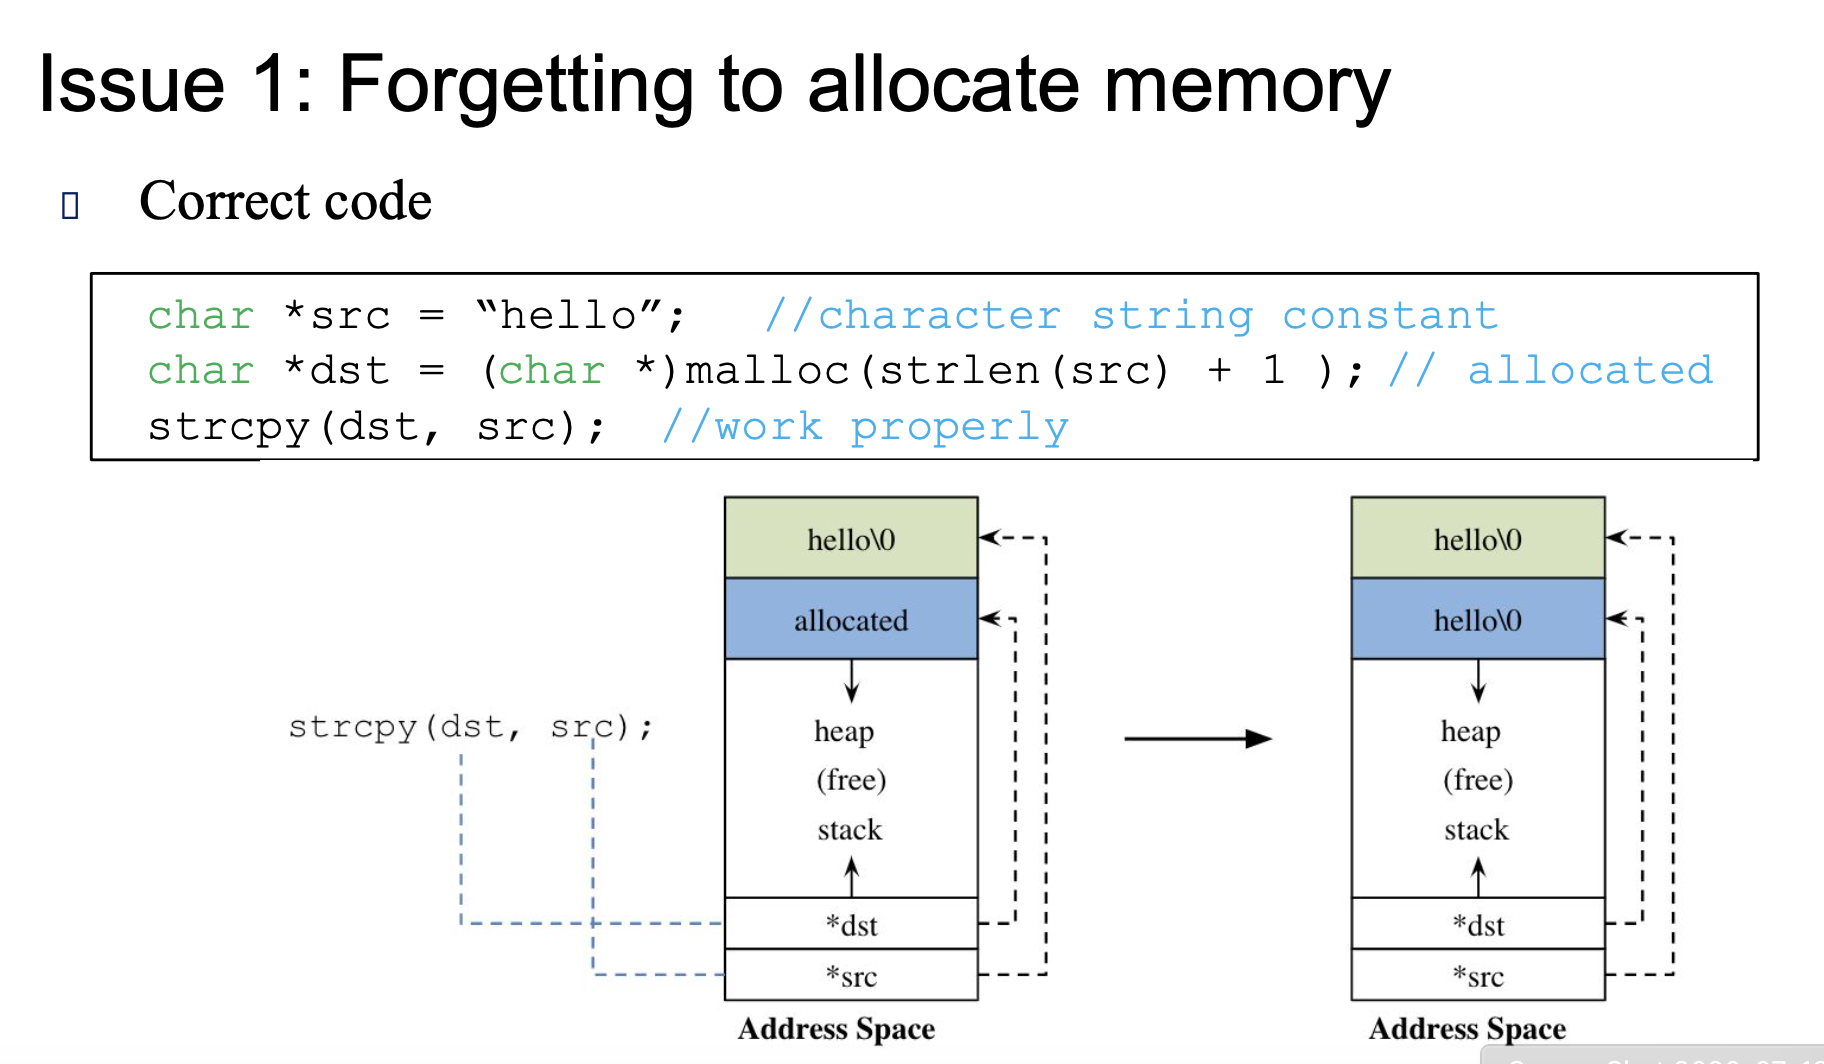 Issue 1: Forgetting to allocate memory
Correct code
char *src = “hello”; //character string constant
char *dst = (char *)malloc(strlen(src) + 1 ); // allocated
strcpy(dst, src); //work properly
strcpy(dst, src);
hello\0
allocated
heap
(free)
stack
*dst
*src
Address Space
hello\0
hello\0
heap
(free)
stack
*dst
*src
Address Space